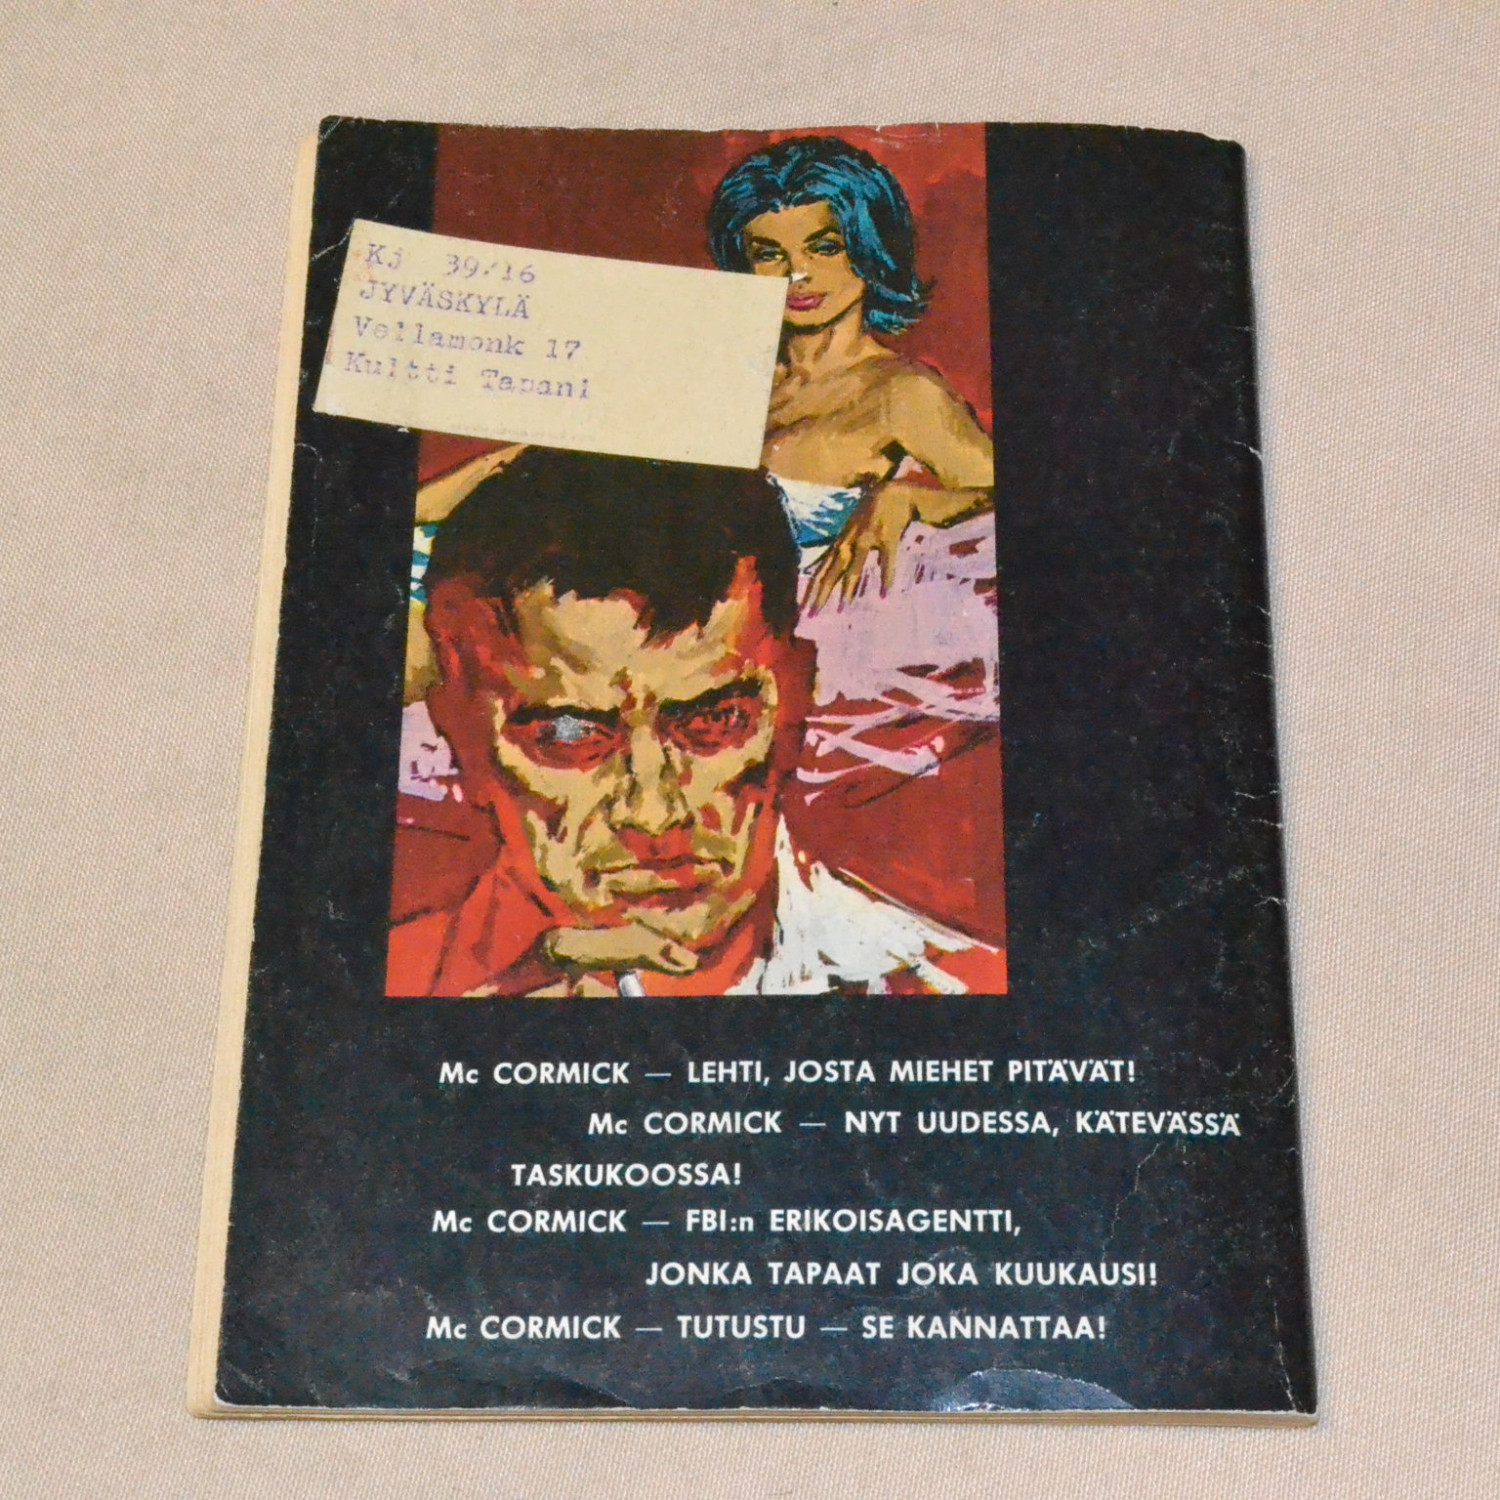 Kj 39/16
JYVÄSKYLÄ
Vellamonk 17
Kultti Tapani
Mc CORMICK — LEHTI, JOSTA MIEHET PITÄVÄT!
Mc CORMICK — NYT UUDESSA, KÄTEVÄSSÄ
TASKUKOOSSA!
Mc CORMICK — FBI:n ERIKOISAGENTTI,
JONKA TAPAAT JOKA KUUKAUSI!
Mc CORMICK — TUTUSTU — SE KANNATTAA!